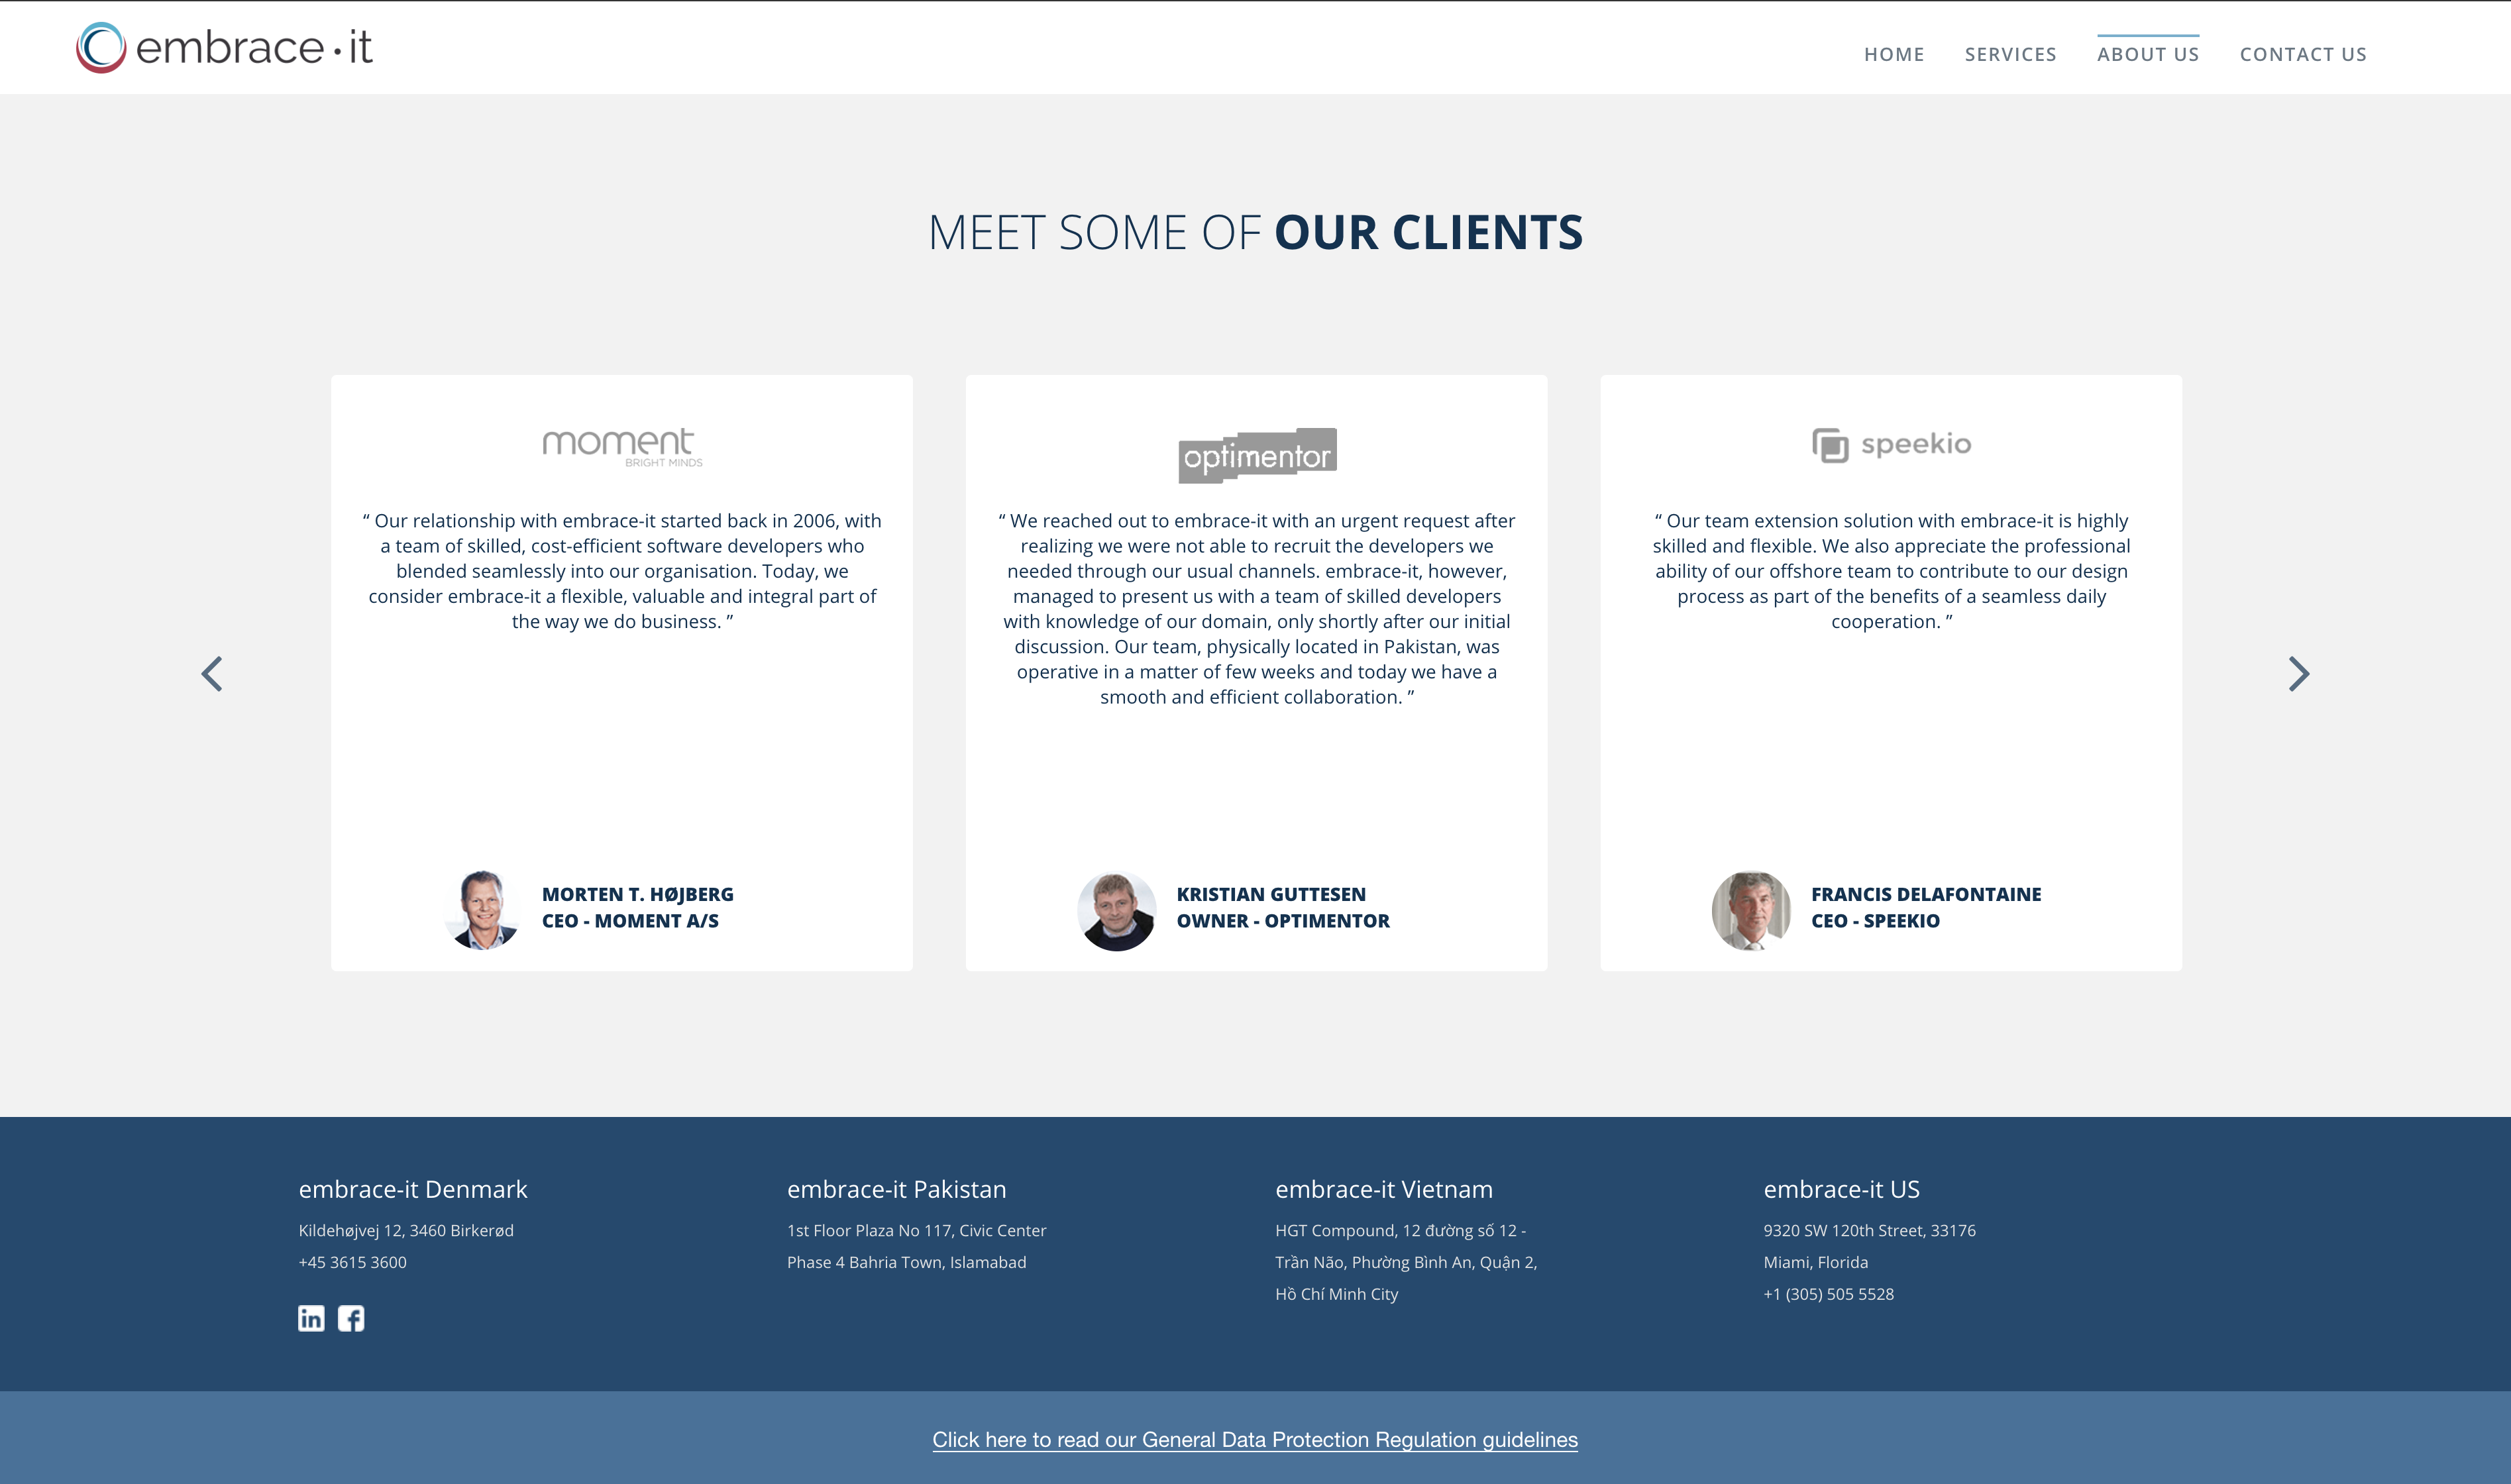 embrace·it
HOME
SERVICES
ABOUT US
CONTACT US
MEET SOME OF OUR CLIENTS
moment
BRIGHT MINDS
“ Our relationship with embrace-it started back in 2006, with
a team of skilled, cost-efficient software developers who
blended seamlessly into our organisation. Today, we
consider embrace-it a flexible, valuable and integral part of
the way we do business. ”
MORTEN T. HØJBERG
CEO - MOMENT A/S
optimentor
“ We reached out to embrace-it with an urgent request after
realizing we were not able to recruit the developers we
needed through our usual channels. embrace-it, however,
managed to present us with a team of skilled developers
with knowledge of our domain, only shortly after our initial
discussion. Our team, physically located in Pakistan, was
operative in a matter of few weeks and today we have a
smooth and efficient collaboration. ”
KRISTIAN GUTTESEN
OWNER - OPTIMENTOR
speekio
“ Our team extension solution with embrace-it is highly
skilled and flexible. We also appreciate the professional
ability of our offshore team to contribute to our design
process as part of the benefits of a seamless daily
cooperation. ”
FRANCIS DELAFONTAINE
CEO - SPEEKIO
embrace-it Denmark
Kildehøjvej 12, 3460 Birkerød
+45 3615 3600
in f
embrace-it Pakistan
1st Floor Plaza No 117, Civic Center
Phase 4 Bahria Town, Islamabad
embrace-it Vietnam
HGT Compound, 12 đường số 12 -
Trần Não, Phường Bình An, Quận 2,
Hồ Chí Minh City
embrace-it US
9320 SW 120th Street, 33176
Miami, Florida
+1 (305) 505 5528
Click here to read our General Data Protection Regulation guidelines